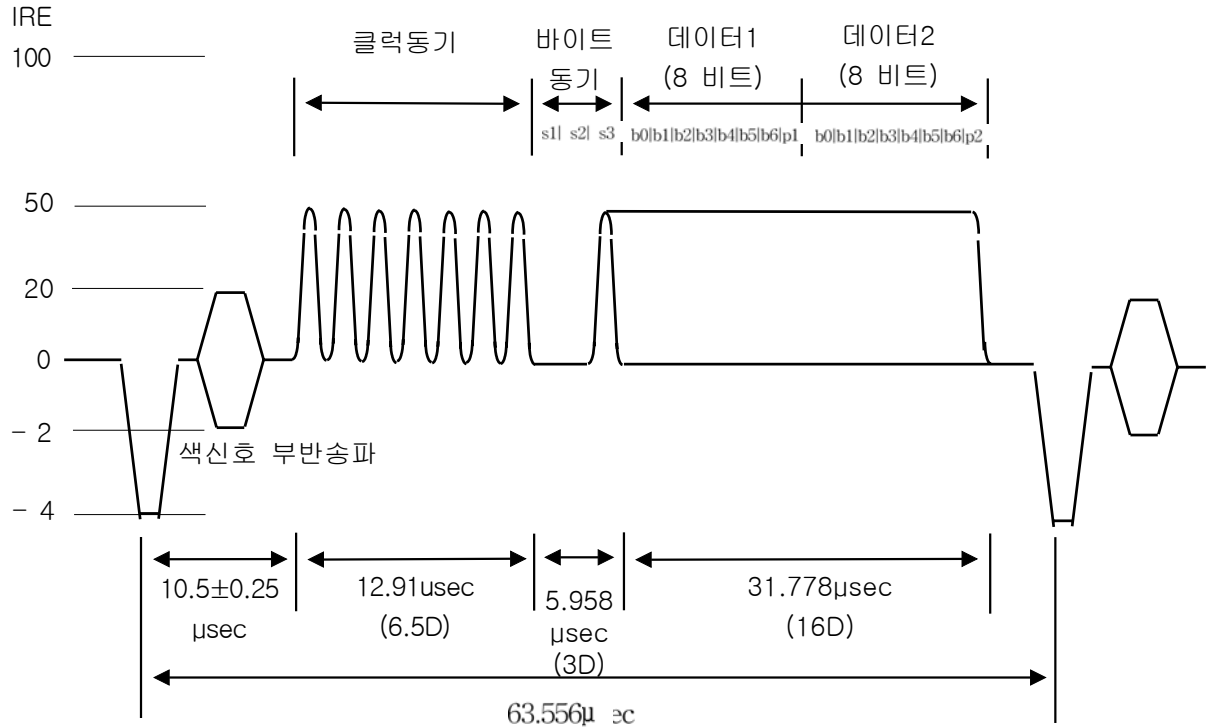 IRE
100
클럭동기
바이트
동기
데이터1
(8 비트)
데이터2
(8 비트)
s1| s2| s3
b0|b1|b2|b3|b4|b5|b6|p1
b0|b1|b2|b3|b4|b5|b6|p2
50
20
0
- 2
색신호 부반송파
- 4
10.5±0.25
μsec
12.91usec
(6.5D)
5.958
μsec
(3D)
31.778μsec
(16D)
63.556μ ec